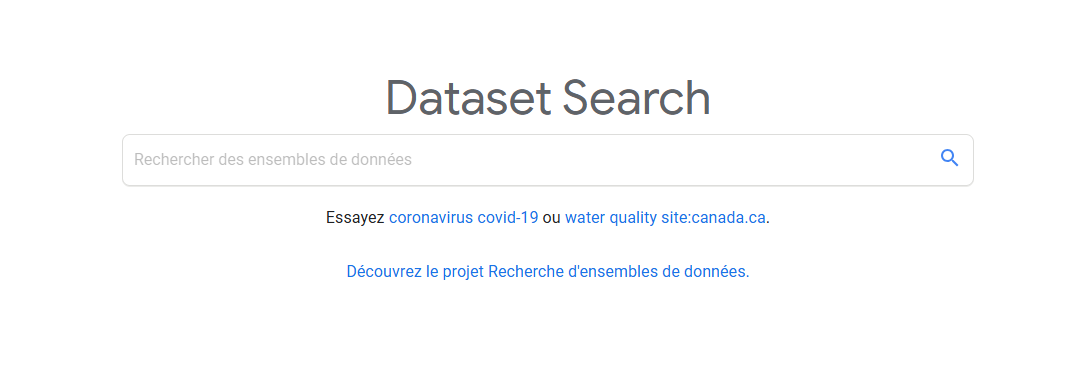 Dataset Search
Rechercher des ensembles de données
Essayez coronavirus covid-19 ou water quality site:canada.ca.
Découvrez le projet Recherche d'ensembles de données.